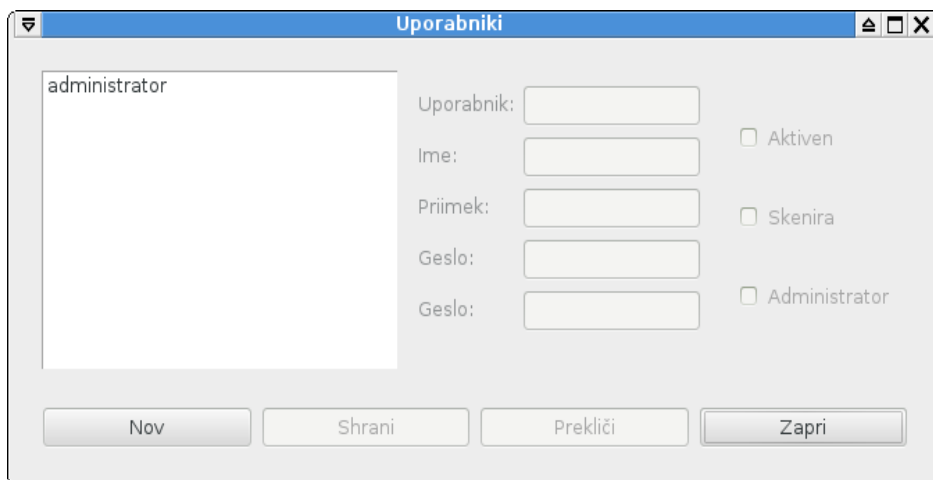 Uporabniki
administrator
Uporabnik:
Ime:
Priimek:
Geslo:
Geslo:
Aktiven
Skenira
Administrator
Nov
Shrani
Prekliči
Zapri